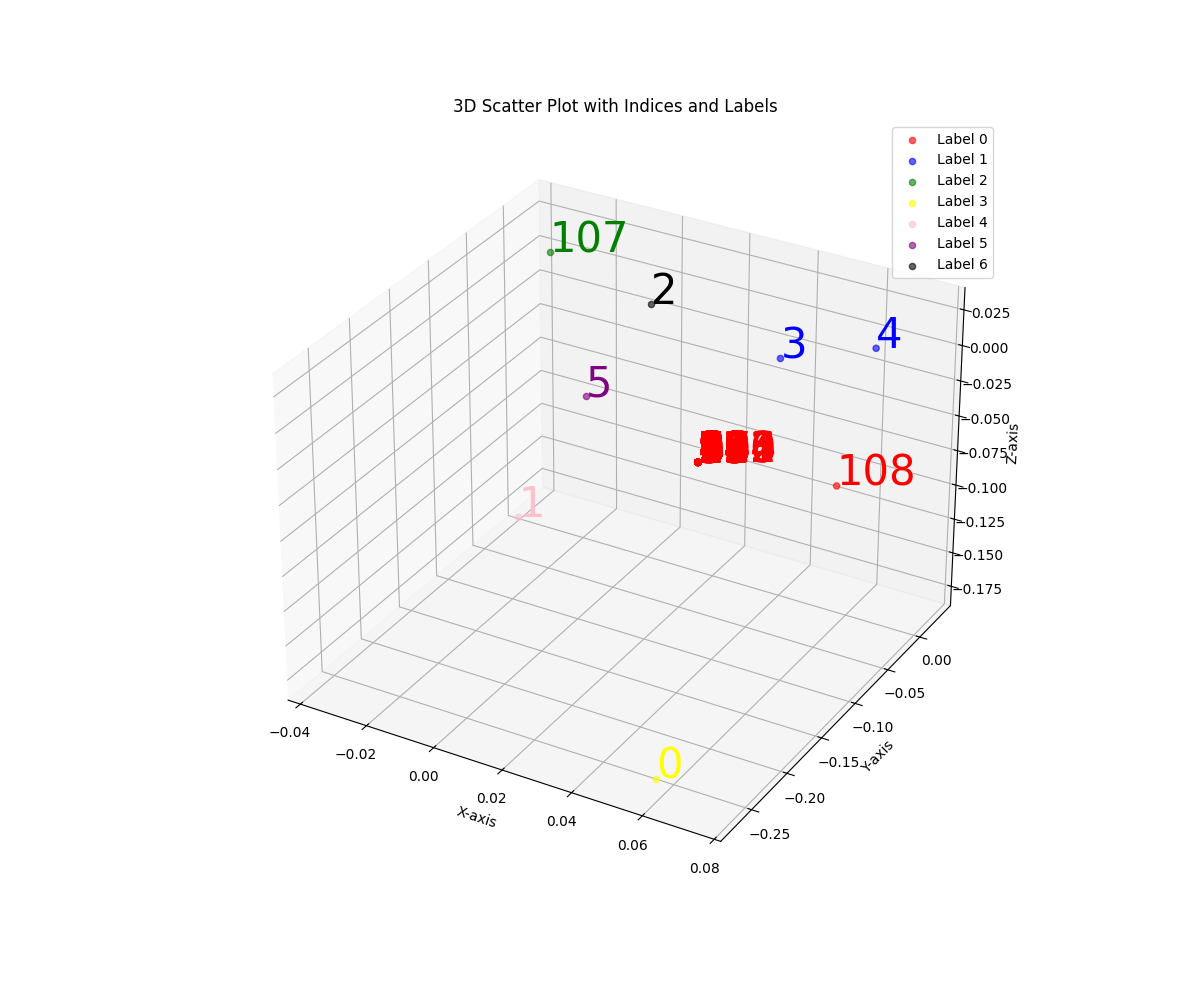 3D Scatter Plot with Indices and Labels
Label 0
Label 1
Label 2
Label 3
Label 4
Label 5
Label 6
107
2
3
4
5
108
1
0
0.025
0.000
−0.025
−0.050
−0.075
−0.100
−0.125
−0.150
−0.175
Z-axis
0.00
−0.05
−0.10
−0.15
−0.20
−0.25
Y-axis
−0.04
−0.02
0.00
0.02
0.04
0.06
0.08
X-axis